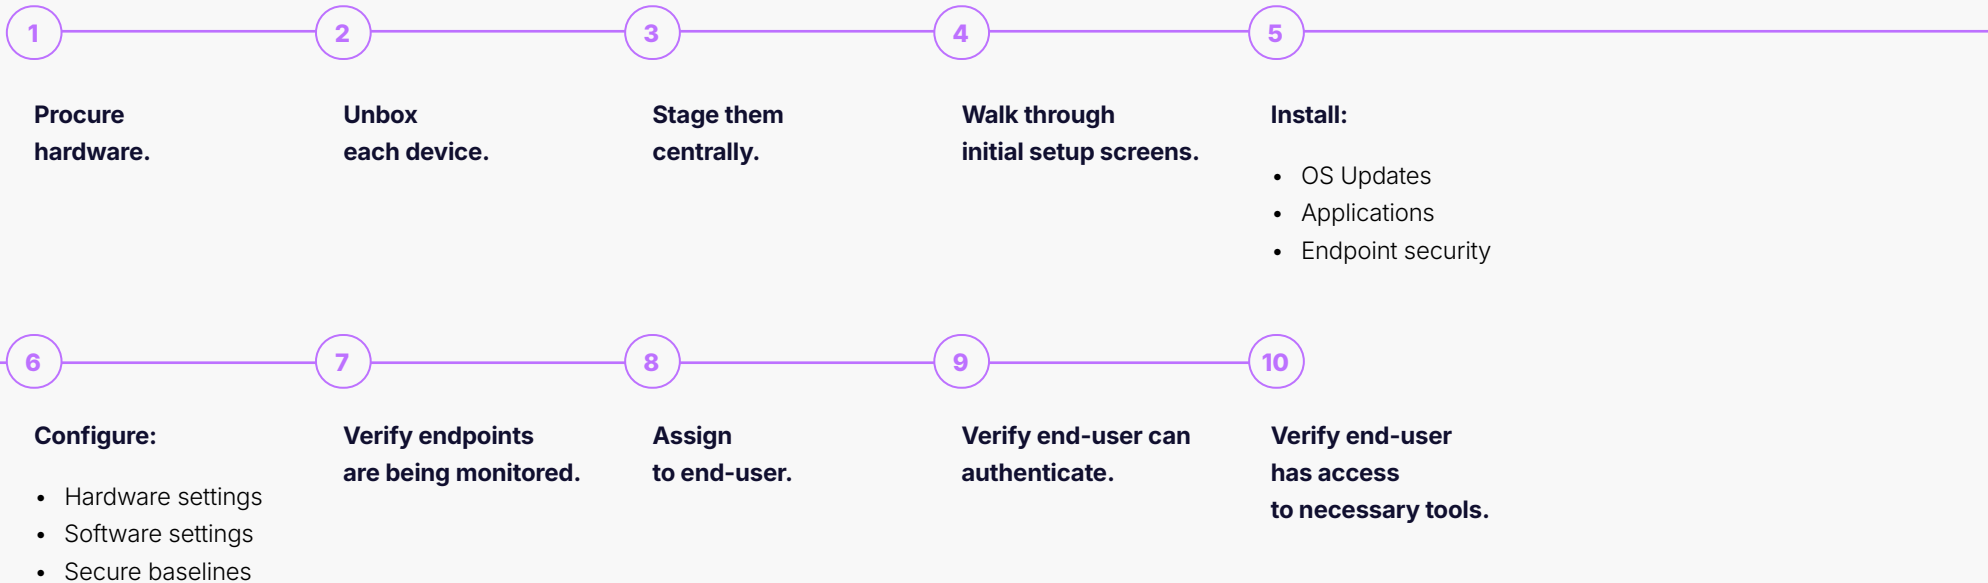 1 2 3 4 5
Procure
hardware.
Unbox
each device.
Stage them
centrally.
Walk through
initial setup screens.
Install:
• OS Updates
• Applications
• Endpoint security
6 7 8 9 10
Configure:
• Hardware settings
• Software settings
• Secure baselines
Verify endpoints
are being monitored.
Assign
to end-user.
Verify end-user can
authenticate.
Verify end-user
has access
to necessary tools.